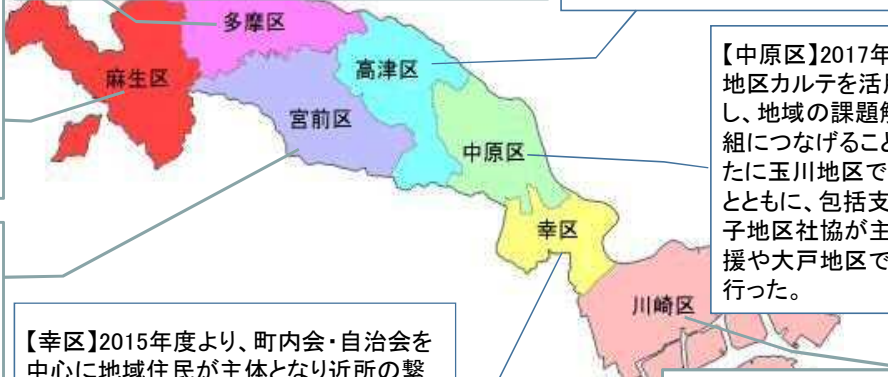 多摩区
麻生区
高津区
宮前区
中原区
幸区
川崎区
【中原区】2017年
地区カルテを活用
し、地域の課題解
組につなげること
たに玉川地区で
とともに、包括支
子地区社協が主
援や大戸地区で
行った。
【幸区】2015年度より、町内会・自治会を
中心に地域住民が主体となり近所の繋